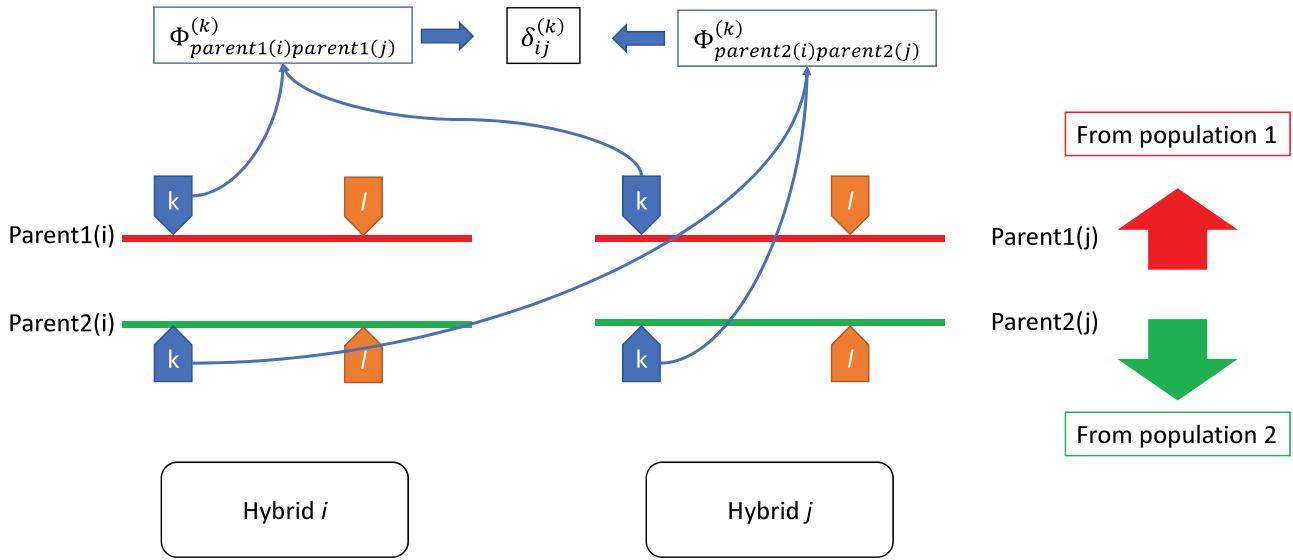 Φ^{(k)}_{parent1(i)parent1(j)}
δ^{(k)}_{ij}
Φ^{(k)}_{parent2(i)parent2(j)}
From population 1
k
l
k
l
Parent1(i)
Parent1(j)
Parent2(i)
Parent2(j)
k
l
k
l
From population 2
Hybrid i
Hybrid j